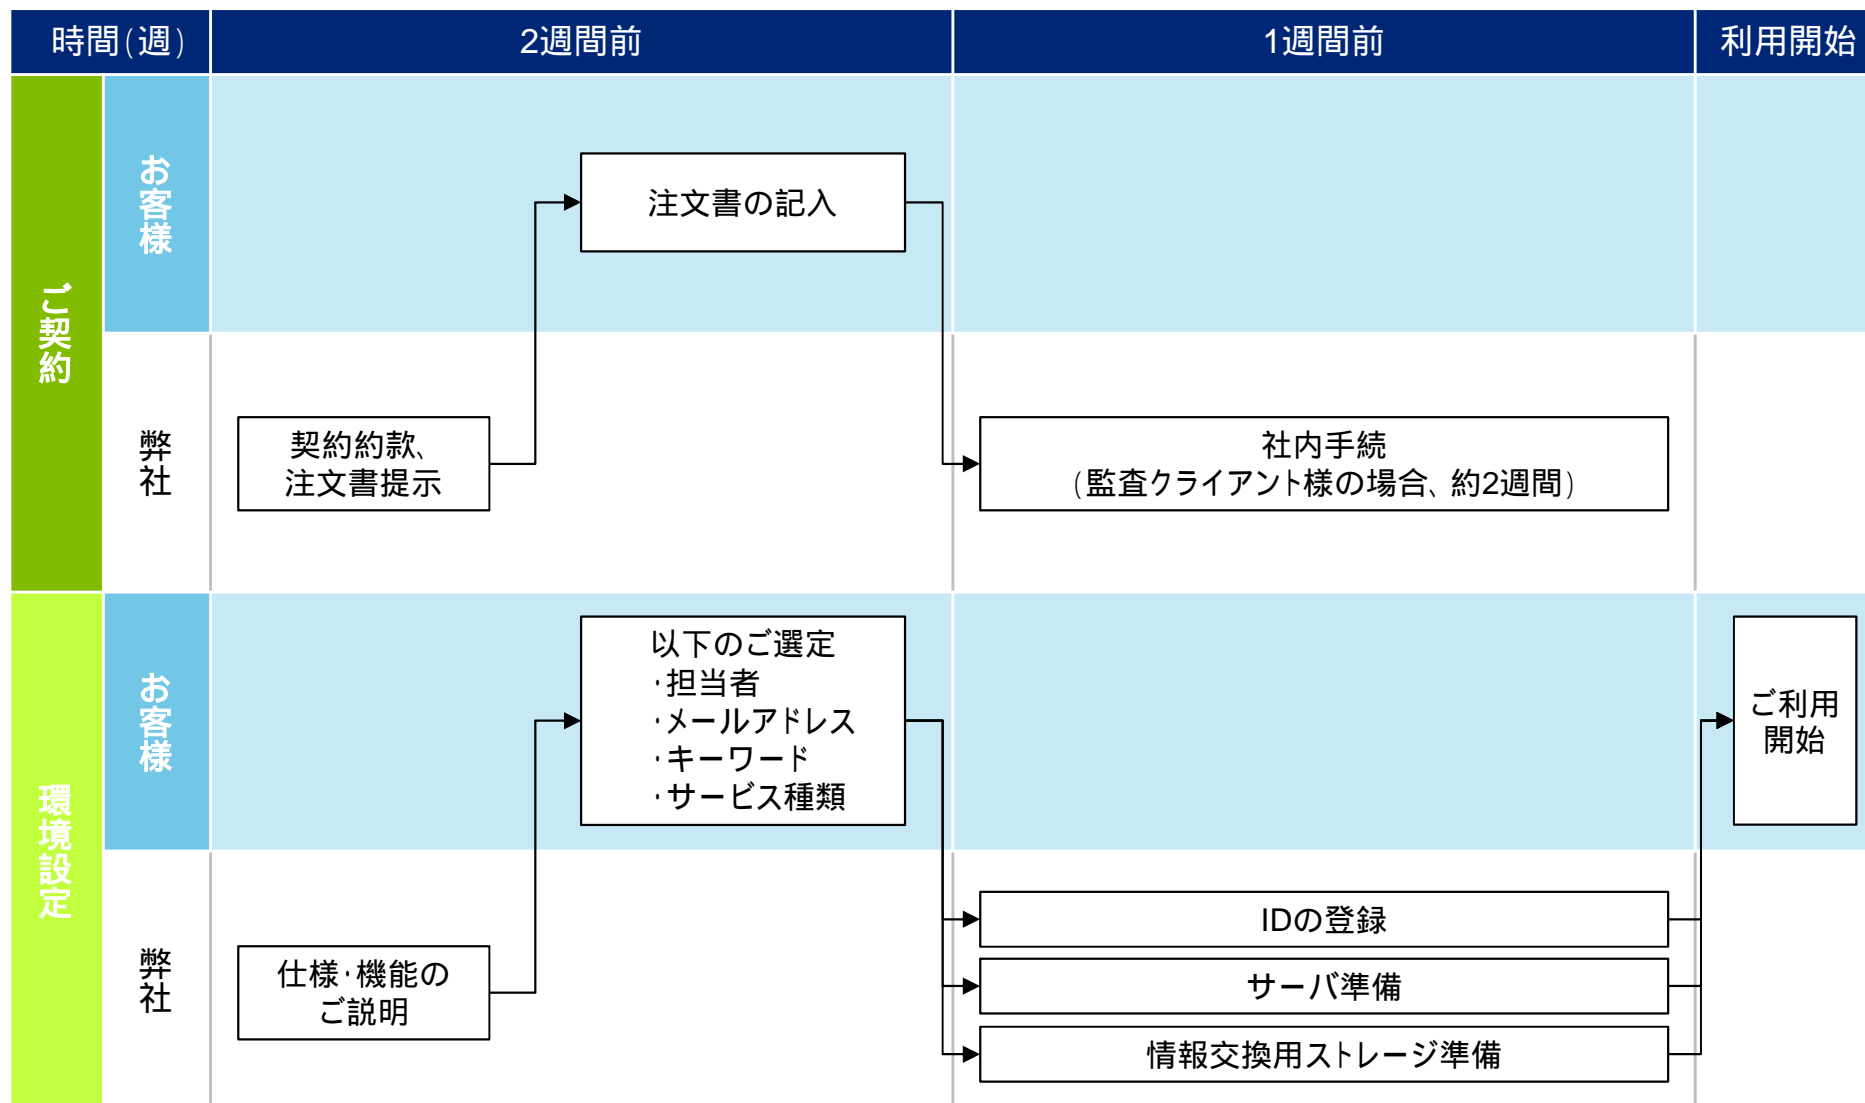 時間(週)
2週間前
1週間前
利用開始
ご契約
お客様
注文書の記入
弊社
契約約款、
注文書提示
社内手続
(監査クライアント様の場合、約2週間)
環境設定
お客様
以下のご選定
・担当者
・メールアドレス
・キーワード
・サービス種類
ご利用
開始
弊社
仕様・機能の
ご説明
IDの登録
サーバ準備
情報交換用ストレージ準備